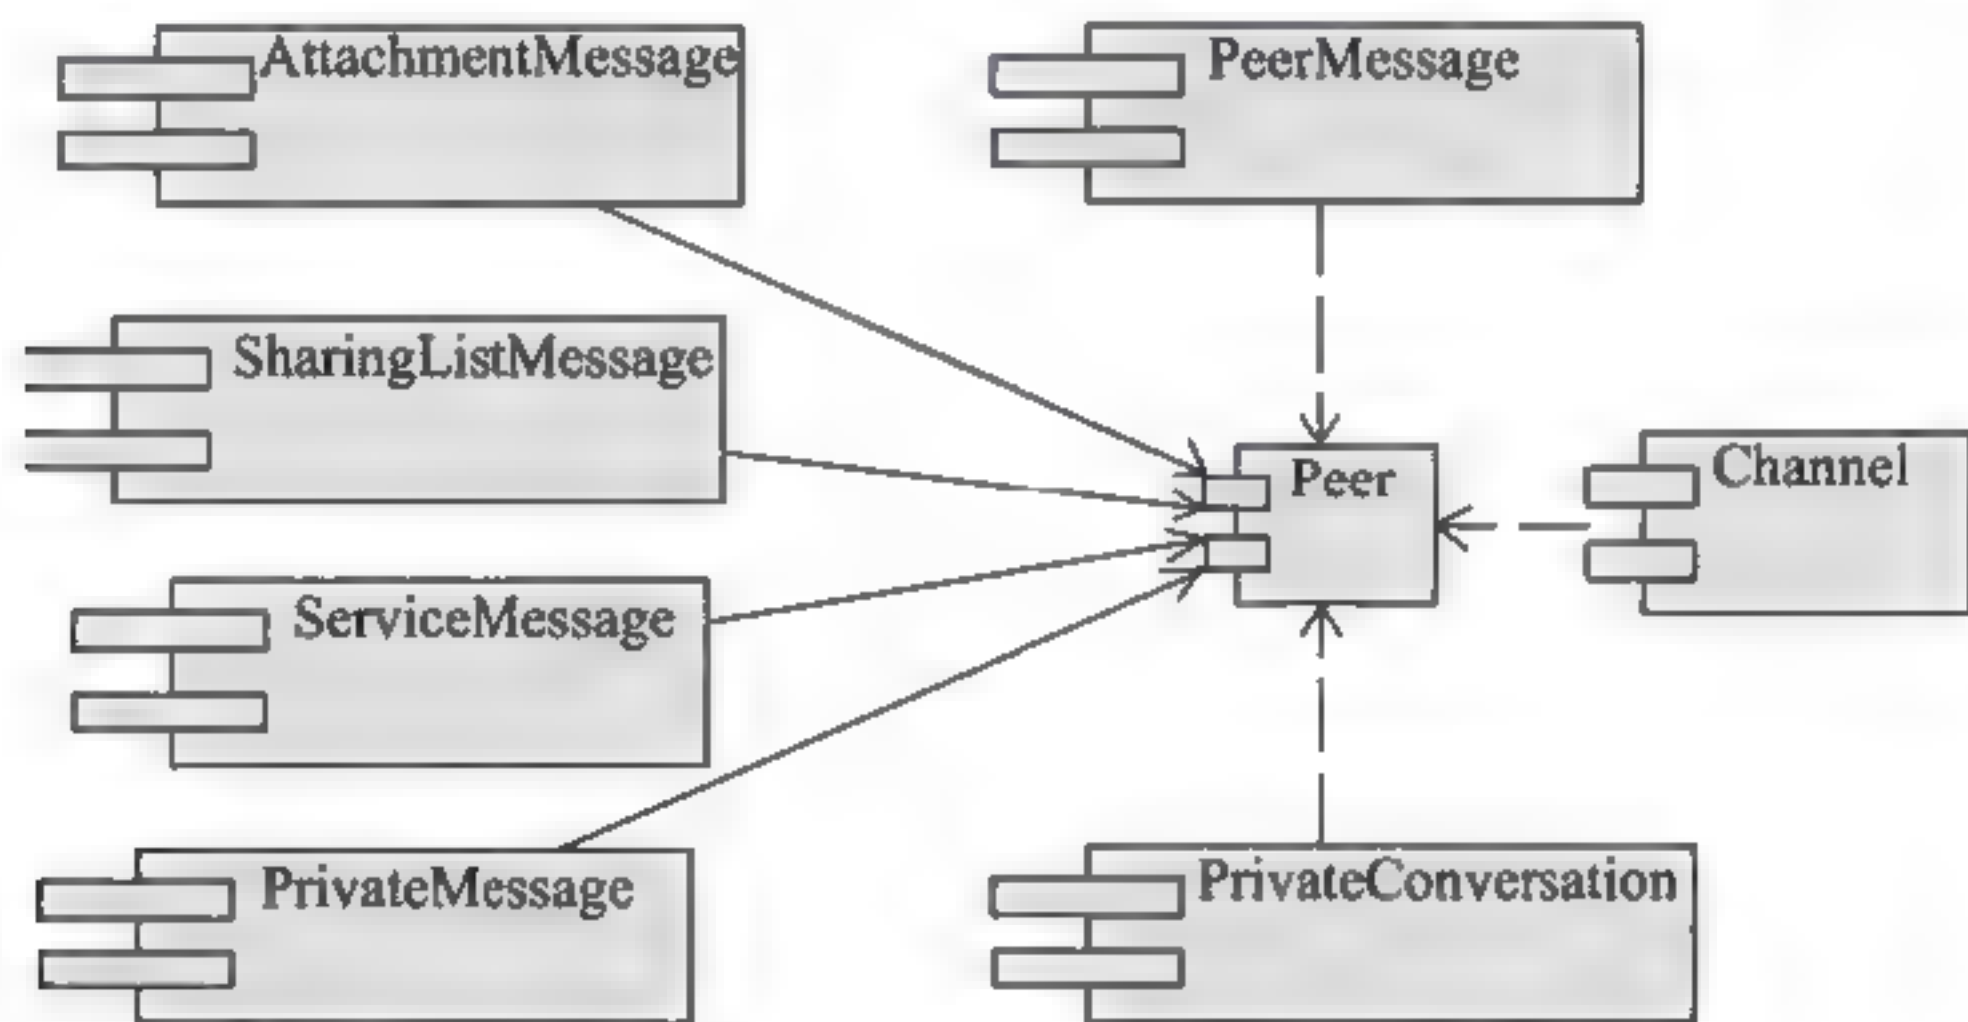 AttachmentMessage
PeerMessage
SharingListMessage
Peer
Channel
ServiceMessage
PrivateMessage
PrivateConversation